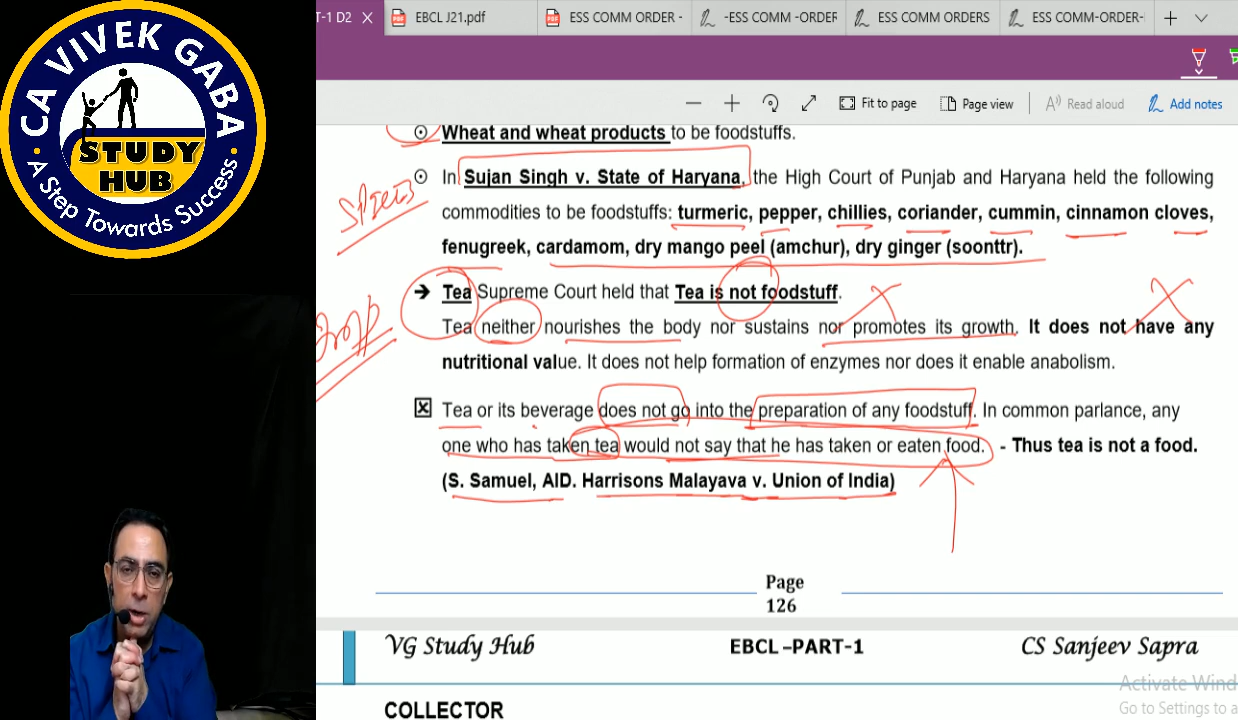 CA VIVEK GABA
STUDY
HUB
• A Step Towards Success •
T-1 D2
EBCL J21.pdf
ESS COMM ORDER -
-ESS COMM -ORDER
ESS COMM ORDERS
ESS COMM-ORDER-
Fit to page
Page view
Read aloud
Add notes
Wheat and wheat products to be foodstuffs.
In Sujan Singh v. State of Haryana, the High Court of Punjab and Haryana held the following
commodities to be foodstuffs: turmeric, pepper, chillies, coriander, cummin, cinnamon cloves,
fenugreek, cardamom, dry mango peel (amchur), dry ginger (soonttr).
SPICES
➔ Tea Supreme Court held that Tea is not foodstuff.
Tea neither nourishes the body nor sustains nor promotes its growth. It does not have any
nutritional value. It does not help formation of enzymes nor does it enable anabolism.
Tea or its beverage does not go into the preparation of any foodstuff. In common parlance, any
one who has taken tea would not say that he has taken or eaten food. - Thus tea is not a food.
(S. Samuel, AID. Harrisons Malayava v. Union of India)
Page
126
VG Study Hub EBCL –PART-1 CS Sanjeev Sapra
Activate Wind
Go to Settings to a
COLLECTOR